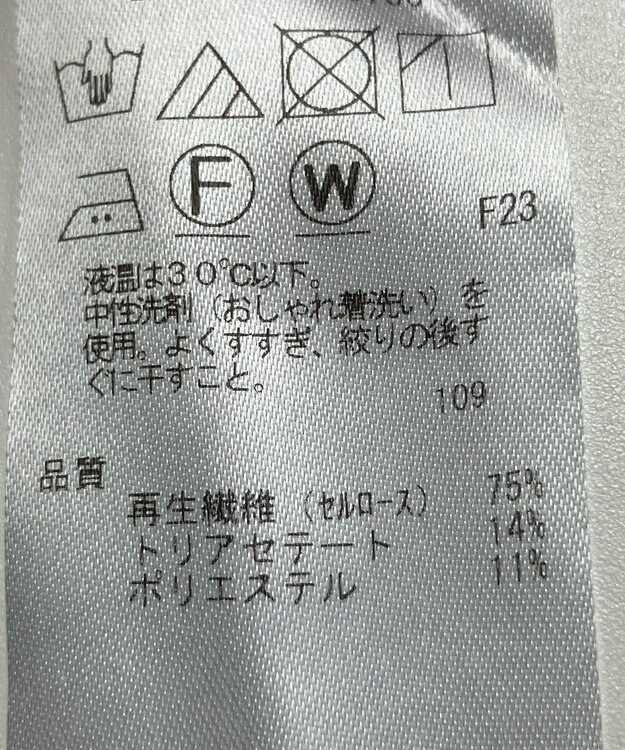 F W
F23
液温は30℃以下。
中性洗剤（おしゃれ着洗い）を
使用。よくすすぎ、絞りの後す
ぐに干すこと。
109
品質
再生繊維（セルロース） 75%
トリアセテート 14%
ポリエステル 11%